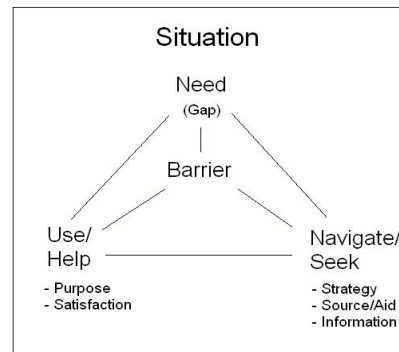 Situation
Need
(Gap)
Barrier
Use/
Help
- Purpose
- Satisfaction
Navigate/
Seek
- Strategy
- Source/Aid
- Information